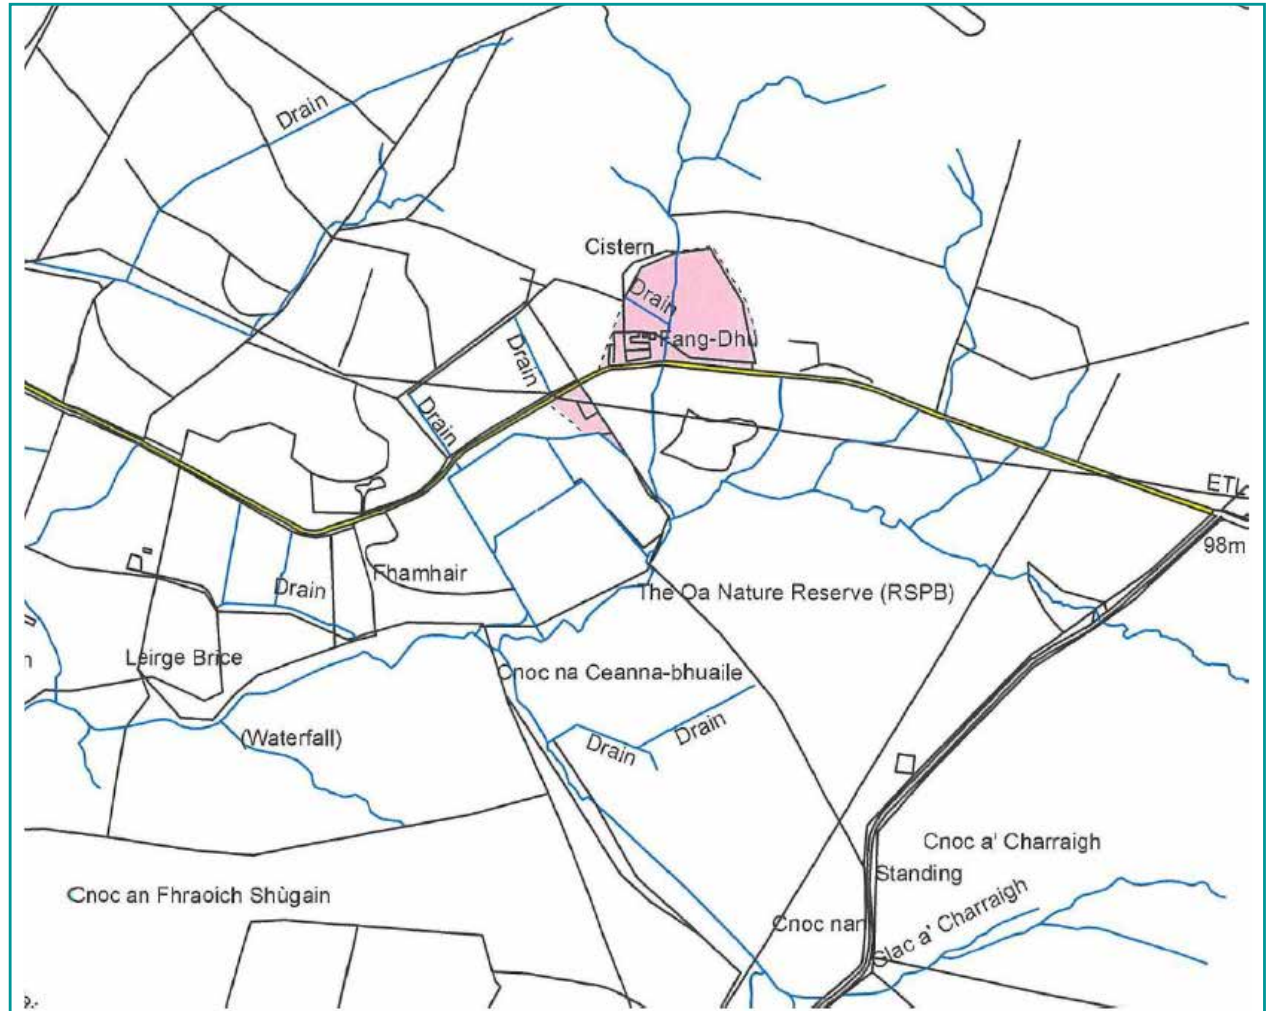 Drain
Cistern
Drain
Fang-Dhu
Drain
Drain
ETL
98m
Fhamhair
Drain
The Oa Nature Reserve (RSPB)
Leirge Brice
Cnoc na Ceanna-bhuaile
(Waterfall)
Drain
Drain
Cnoc a' Charraigh
Standing
Cnoc an Fhraoich Shùgain
Cnoc nan
Slac a' Charraigh